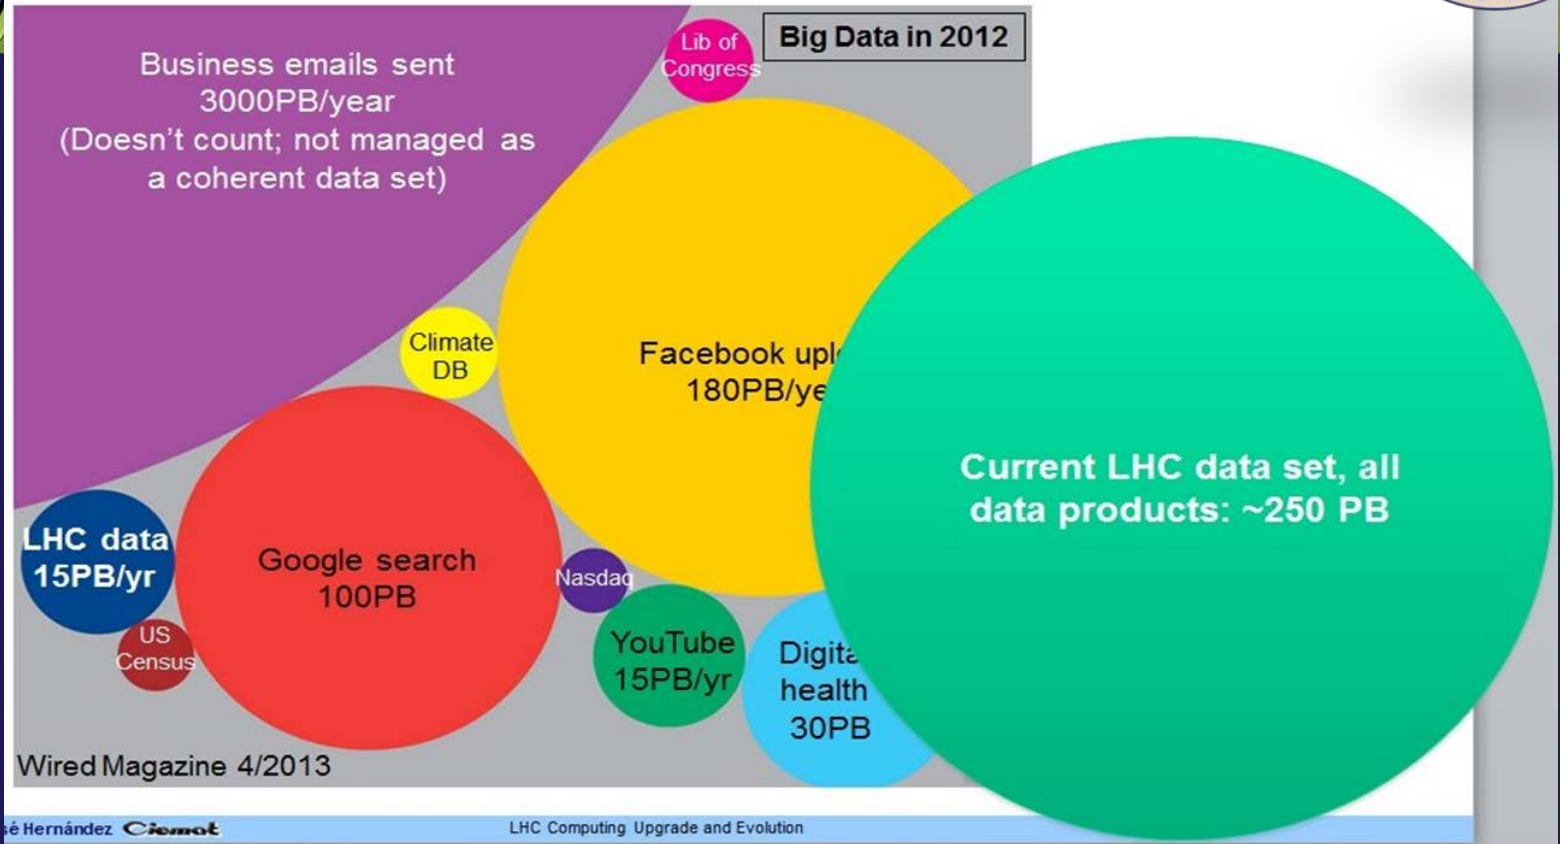 Big Data in 2012
Business emails sent
3000PB/year
(Doesn't count; not managed as
a coherent data set)
Lib of
Congress
Climate
DB
Facebook upl
180PB/ye
Current LHC data set, all
data products: ~250 PB
LHC data
15PB/yr
Google search
100PB
Nasdaq
US
Census
YouTube
15PB/yr
Digita
health
30PB
Wired Magazine 4/2013
sé Hernández Ciemat
LHC Computing Upgrade and Evolution